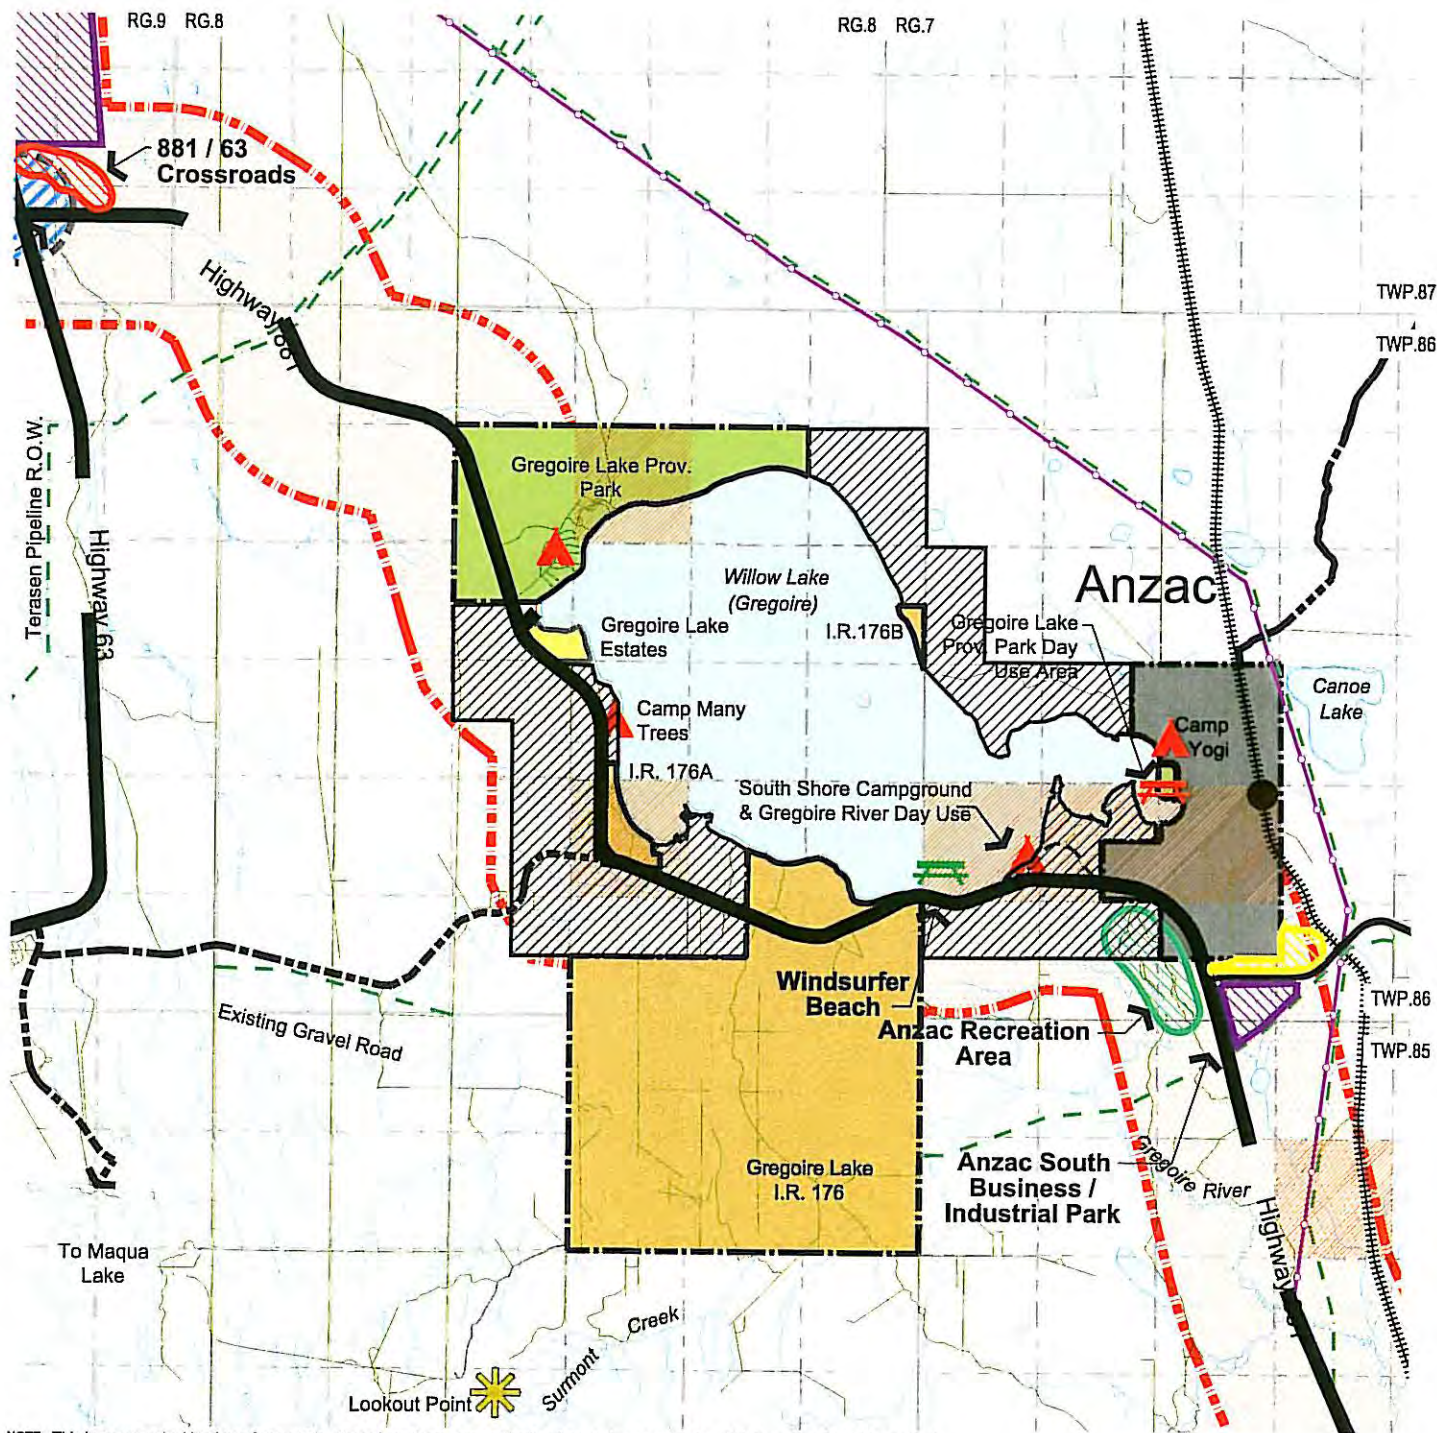 RG.9 RG.8
RG.8 RG.7
881 / 63
Crossroads
Highway 881
TWP.87
TWP.86
Terasen Pipeline R.O.W.
Highway 63
Gregoire Lake Prov.
Park
Willow Lake
(Gregoire)
Anzac
Gregoire Lake
Estates
I.R.176B
Gregoire Lake
Prov. Park Day
Use Area
Canoe
Lake
Camp Many
Trees
Camp
Yogi
I.R. 176A
South Shore Campground
& Gregoire River Day Use
Windsurfer
Beach
Anzac Recreation
Area
TWP.86
TWP.85
Existing Gravel Road
Gregoire Lake
I.R. 176
Anzac South
Business /
Industrial Park
Gregoire River
Highway
To Maqua
Lake
Surmont Creek
Lookout Point